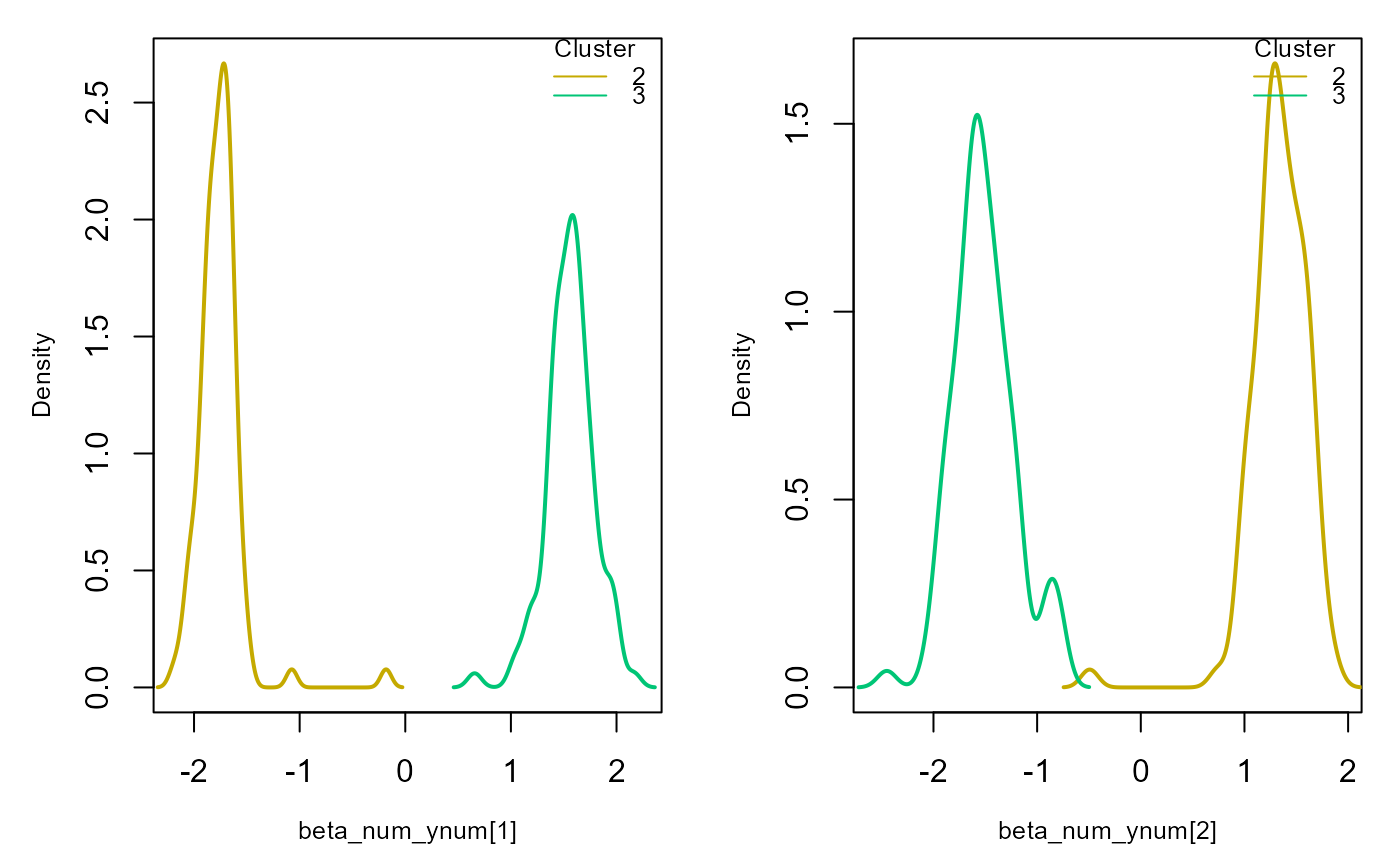 Cluster
2
3
Density
0.0 0.5 1.0 1.5 2.0 2.5
-2 -1 0 1 2
beta_num_ynum[1]
Cluster
2
3
Density
0.0 0.5 1.0 1.5
-2 -1 0 1 2
beta_num_ynum[2]